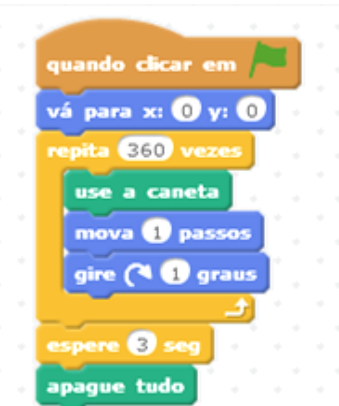 quando clicar em
vá para x: 0 y: 0
repita 360 vezes
use a caneta
mova 1 passos
gire 1 graus
espere 3 seg
apague tudo